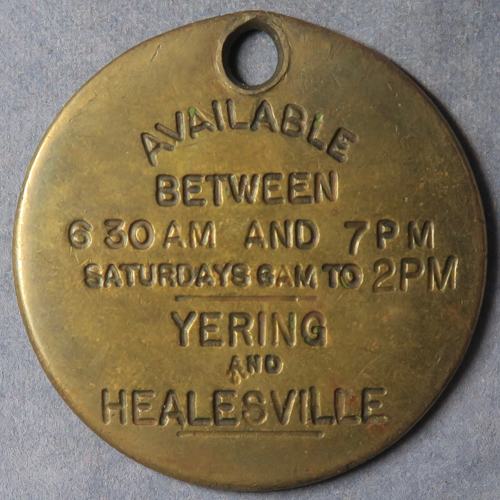 AVAILABLE
BETWEEN
6 30 AM AND 7 PM
SATURDAYS 6AM TO 2PM
YERING
AND
HEALESVILLE